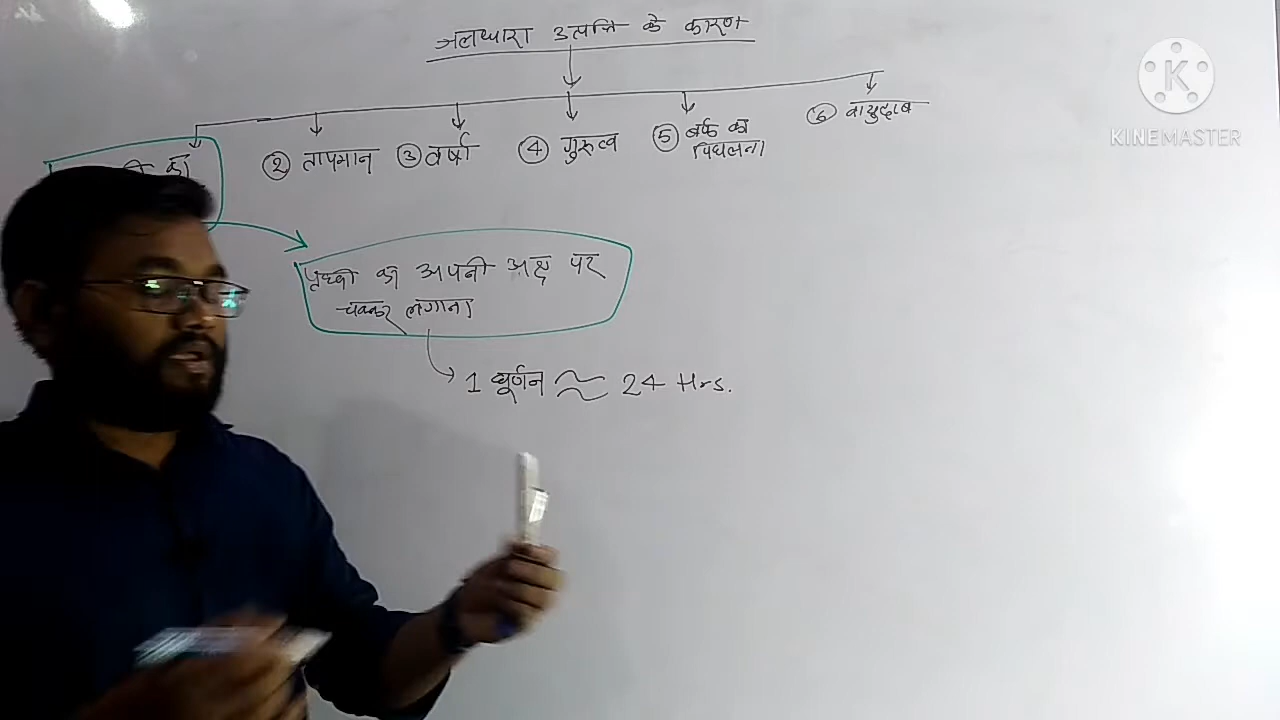 जलधारा उत्पत्ति के कारण
का
② तापमान
③ वर्षा
④ गुरुत्व
⑤ बर्फ का
पिघलना
⑥ वायुदाब
पृथ्वी का अपनी अक्ष पर
चक्कर लगाना
1 घूर्णन ≈ 24 Hrs.
K
KINEMASTER